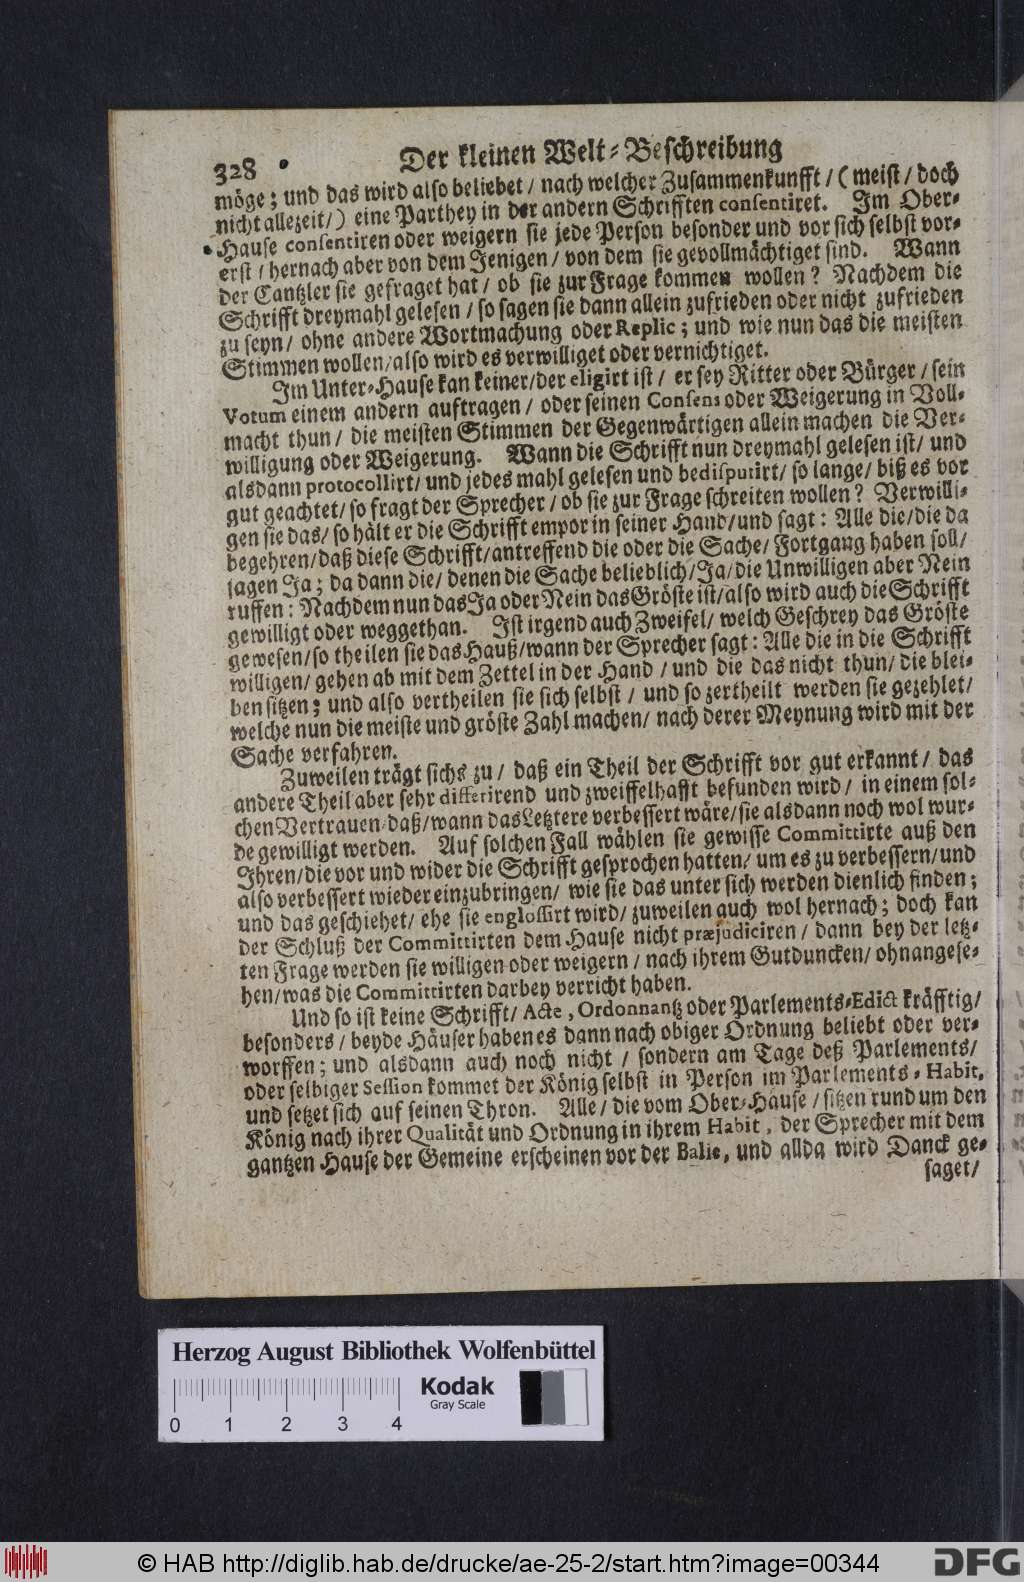 328 Der kleinen Welt-Beschreibung
möge; und das wird also beliebet / nach welcher Zusammenkunfft / (meist / doch
nicht allezeit/) eine Parthey in der andern Schrifften consentiret. Im Ober-
Hause consentiren oder weigern sie jede Person besonder und vor sich selbst vor-
erst / hernach aber von dem Jenigen / von dem sie gevollmächtiget sind. Wann
der Cantzler sie gefraget hat / ob sie zur Frage kommen wollen? Nachdem die
Schrifft dreymahl gelesen / so sagen sie dann allein zufrieden oder nicht zufrieden
zu seyn / ohne andere Wortmachung oder Replic; und wie nun das die meisten
Stimmen wollen/also wird es verwilliget oder vernichtiget.
Im Unter-Hause kan keiner/der eligirt ist / er sey Ritter oder Bürger / sein
Votum einem andern auftragen / oder seinen Consens oder Weigerung in Voll-
macht thun / die meisten Stimmen der Gegenwärtigen allein machen die Ver-
willigung oder Weigerung. Wann die Schrifft nun dreymahl gelesen ist / und
alsdann protocollirt/ und jedes mahl gelesen und bedisputirt/ so lange/ biß es vor
gut geachtet/ so fragt der Sprecher / ob sie zur Frage schreiten wollen? Verwilli-
gen sie das/ so hält er die Schrifft empor in seiner Hand/und sagt: Alle die/die da
begehren/daß diese Schrifft/antreffend die oder die Sache/ Fortgang haben soll/
sagen Ja; da dann die/ denen die Sache belieblich/Ja/die Unwilligen aber Nein
ruffen: Nachdem nun das Ja oder Nein das Gröste ist/also wird auch die Schrifft
gewilligt oder weggethan. Ist irgend auch Zweifel/ welch Geschrey das Gröste
gewesen/so theilen sie das Hauß/wann der Sprecher sagt: Alle die in die Schrifft
willigen/ gehen ab mit dem Zettel in der Hand / und die das nicht thun/ die blei-
ben sitzen; und also vertheilen sie sich selbst / und so zertheilt werden sie gezehlet/
welche nun die meiste und gröste Zahl machen/ nach derer Meynung wird mit der
Sache verfahren.
Zuweilen trägt sichs zu / daß ein Theil der Schrifft vor gut erkannt / das
andere Theil aber sehr differirend und zweiffelhafft befunden wird / in einem sol-
chen Vertrauen daß/wann das Letztere verbessert wäre/sie alsdann noch wol wur-
de gewilligt werden. Auf solchen Fall wählen sie gewisse Committirte auß den
Ihren/die vor und wider die Schrifft gesprochen hatten/ um es zu verbessern/und
also verbessert wieder einzubringen/ wie sie das unter sich werden dienlich finden;
und das geschiehet/ ehe sie englossirt wird/ zuweilen auch wol hernach; doch kan
der Schluß der Committirten dem Hause nicht præjudiciren / dann bey der letz-
ten Frage werden sie willigen oder weigern / nach ihrem Gutduncken/ ohnangese-
hen/was die Committirten darbey verricht haben.
Und so ist keine Schrifft/ Acte, Ordonnantz oder Parlements-Edict kräfftig/
besonders / beyde Häuser haben es dann nach obiger Ordnung beliebt oder ver-
worffen; und alsdann auch noch nicht / sondern am Tage deß Parlements/
oder selbiger Session kommet der König selbst in Person im Parlements-Habit,
und setzet sich auf seinen Thron. Alle / die vom Ober-Hause / sitzen rund um den
König nach ihrer Qualität und Ordnung in ihrem Habit, der Sprecher mit dem
gantzen Hause der Gemeine erscheinen vor der Balie, und allda wird Danck ge-
saget/
Herzog August Bibliothek Wolfenbüttel
Kodak
Gray Scale
0 1 2 3 4
© HAB http://diglib.hab.de/drucke/ae-25-2/start.htm?image=00344
DFG